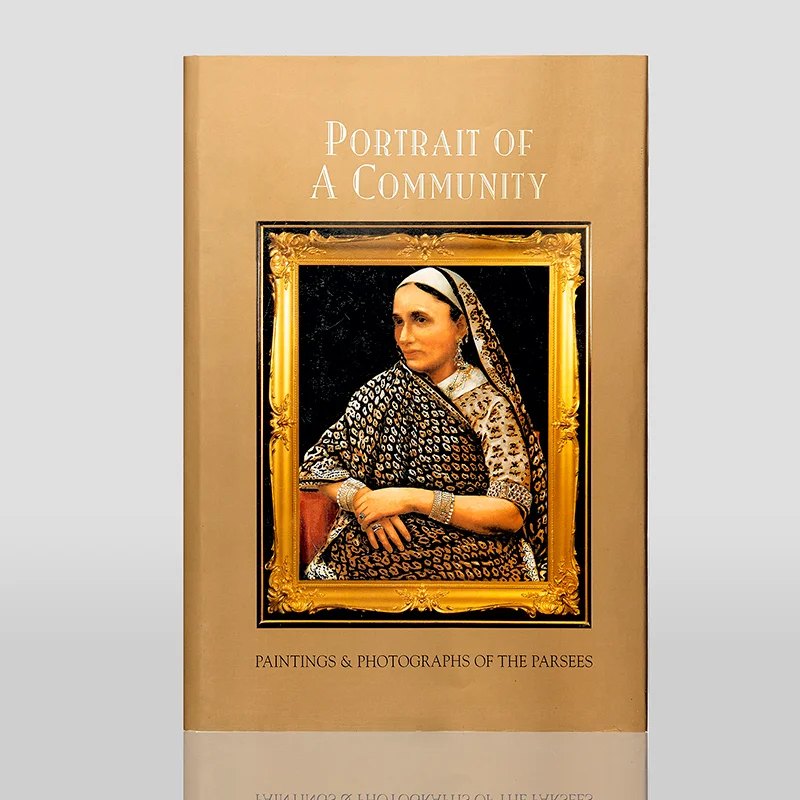 PORTRAIT OF
A COMMUNITY
PAINTINGS & PHOTOGRAPHS OF THE PARSEES